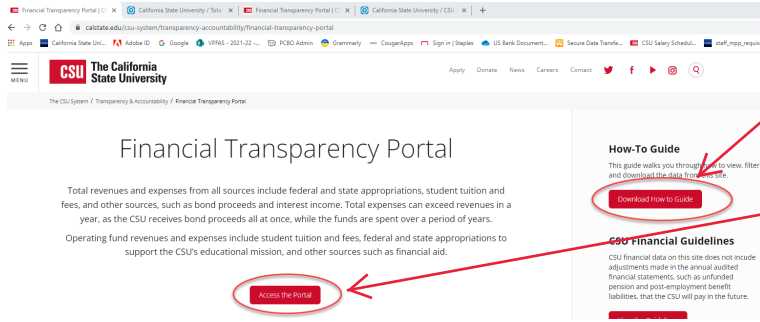 Financial Transparency Portal | C
California State University / Total
Financial Transparency Portal | C
California State University / CSU
calstate.edu/csu-system/transparency-accountability/financial-transparency-portal
Apps California State Uni... Adobe ID Google VPFAS - 2021-22 -... PCBO Admin Grammarly CougarApps Sign in | Staples US Bank Document... Secure Data Transfe... CSU Salary Schedul... staff_mpp_requis
MENU
CSU The California
State University
Apply Donate News Careers Contact
The CSU System / Transparency & Accountability / Financial Transparency Portal
Financial Transparency Portal
Total revenues and expenses from all sources include federal and state appropriations, student tuition and
fees, and other sources, such as bond proceeds and interest income. Total expenses can exceed revenues in a
year, as the CSU receives bond proceeds all at once, while the funds are spent over a period of years.
Operating fund revenues and expenses include student tuition and fees, federal and state appropriations to
support the CSU's educational mission, and other sources such as financial aid.
Access the Portal
How-To Guide
This guide walks you through how to view, filter
and download the data from this site.
Download How to Guide
CSU Financial Guidelines
CSU financial data on this site does not incude
adjustments made in the annual audited
financial statements, such as unfunded
pension and post-employment benefit
liabilities, that the CSU will pay in the future.